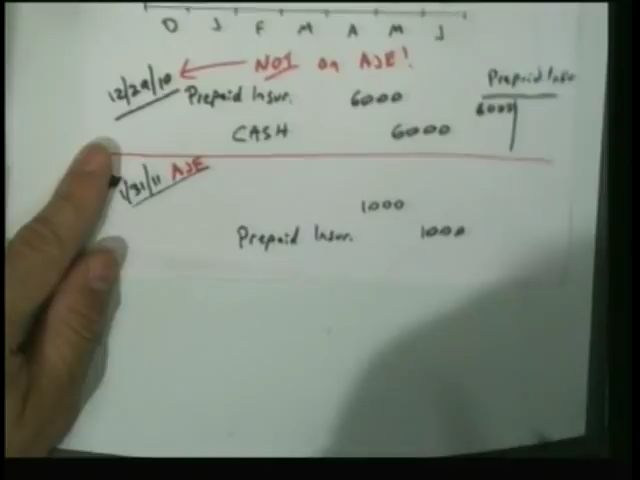 D J F M A M J
NOT an AJE!
12/29/10 Prepaid Insur. 6000
CASH 6000
Prepaid Insur
6000
1/31/11 AJE
1000
Prepaid Insur. 1000